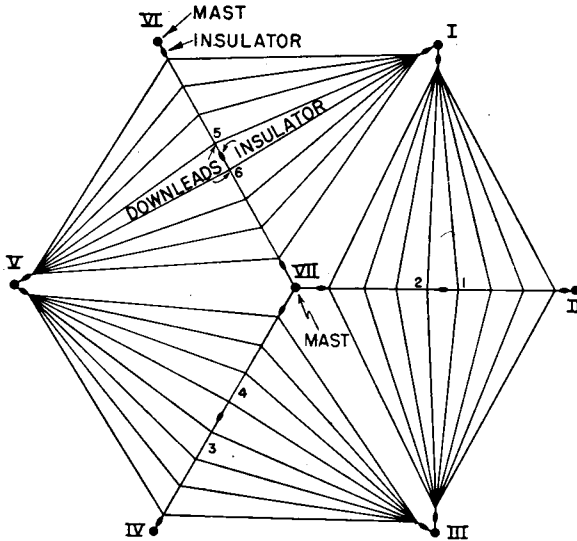 VI
MAST
INSULATOR
I
5
INSULATOR
DOWNLEADS
6
V
VII
2
1
II
MAST
4
3
IV
III